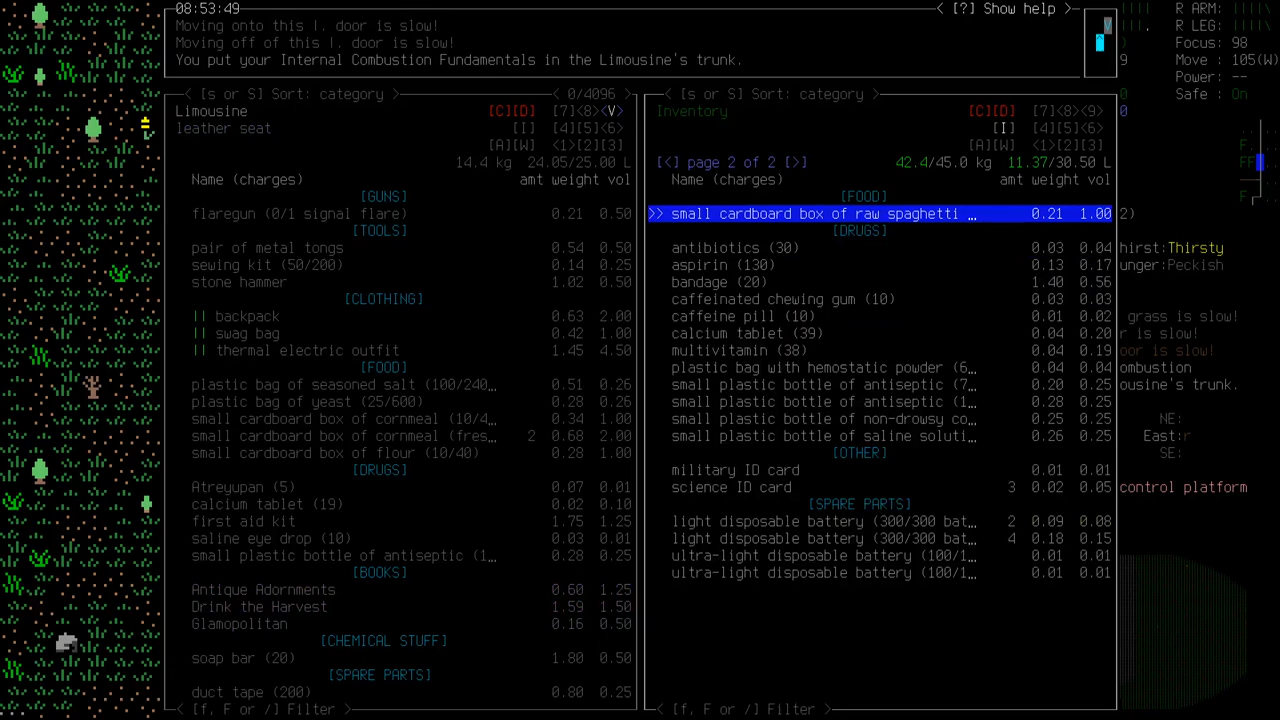 08:53:49
< [?] Show help >
Moving onto this l. door is slow!
Moving off of this l. door is slow!
You put your Internal Combustion Fundamentals in the Limousine's trunk.
R ARM:
R LEG:
Focus: 98
9 Move : 105(W)
Power: --
Safe : On
< [s or S] Sort: category > < 0/4096 >
Limousine [C][D] [7]<8><V>
leather seat [I] [4][5]<6>
[A][W] <1>[2][3]
14.4 kg 24.05/25.00 L
Name (charges) amt weight vol
[GUNS]
flaregun (0/1 signal flare) 0.21 0.50
[TOOLS]
pair of metal tongs 0.54 0.50
sewing kit (50/200) 0.14 0.25
stone hammer 1.02 0.50
[CLOTHING]
|| backpack 0.63 2.00
|| swag bag 0.42 1.00
|| thermal electric outfit 1.45 4.50
[FOOD]
plastic bag of seasoned salt (100/240… 0.51 0.26
plastic bag of yeast (25/600) 0.28 0.26
small cardboard box of cornmeal (10/4… 0.34 1.00
small cardboard box of cornmeal (fres… 2 0.68 2.00
small cardboard box of flour (10/40) 0.28 1.00
[DRUGS]
Atreyupan (5) 0.07 0.01
calcium tablet (19) 0.02 0.10
first aid kit 1.75 1.25
saline eye drop (10) 0.03 0.01
small plastic bottle of antiseptic (1… 0.28 0.25
[BOOKS]
Antique Adornments 0.60 1.25
Drink the Harvest 1.59 1.50
Glamopolitan 0.16 0.50
[CHEMICAL STUFF]
soap bar (20) 1.80 0.50
[SPARE PARTS]
duct tape (200) 0.80 0.25
< [f, F or /] Filter >
< [s or S] Sort: category >
Inventory [C][D] [7]<8><9>
[I] [4][5]<6>
[A][W] <1>[2][3]
[<] page 2 of 2 [>] 42.4/45.0 kg 11.37/30.50 L
Name (charges) amt weight vol
[FOOD]
>> small cardboard box of raw spaghetti … 0.21 1.00
[DRUGS]
antibiotics (30) 0.03 0.04
aspirin (130) 0.13 0.17
bandage (20) 1.40 0.56
caffeinated chewing gum (10) 0.03 0.03
caffeine pill (10) 0.01 0.02
calcium tablet (39) 0.04 0.20
multivitamin (38) 0.04 0.19
plastic bag with hemostatic powder (6… 0.04 0.04
small plastic bottle of antiseptic (7… 0.20 0.25
small plastic bottle of antiseptic (1… 0.28 0.25
small plastic bottle of non-drowsy co… 0.25 0.25
small plastic bottle of saline soluti… 0.26 0.25
[OTHER]
military ID card 0.01 0.01
science ID card 3 0.02 0.05
[SPARE PARTS]
light disposable battery (300/300 bat… 2 0.09 0.08
light disposable battery (300/300 bat… 4 0.18 0.15
ultra-light disposable battery (100/1… 0.01 0.01
ultra-light disposable battery (100/1… 0.01 0.01
< [f, F or /] Filter >
0
2)
hirst:Thirsty
unger:Peckish
grass is slow!
r is slow!
oor is slow!
ombustion
ousine's trunk.
NE:
East:r
SE:
control platform